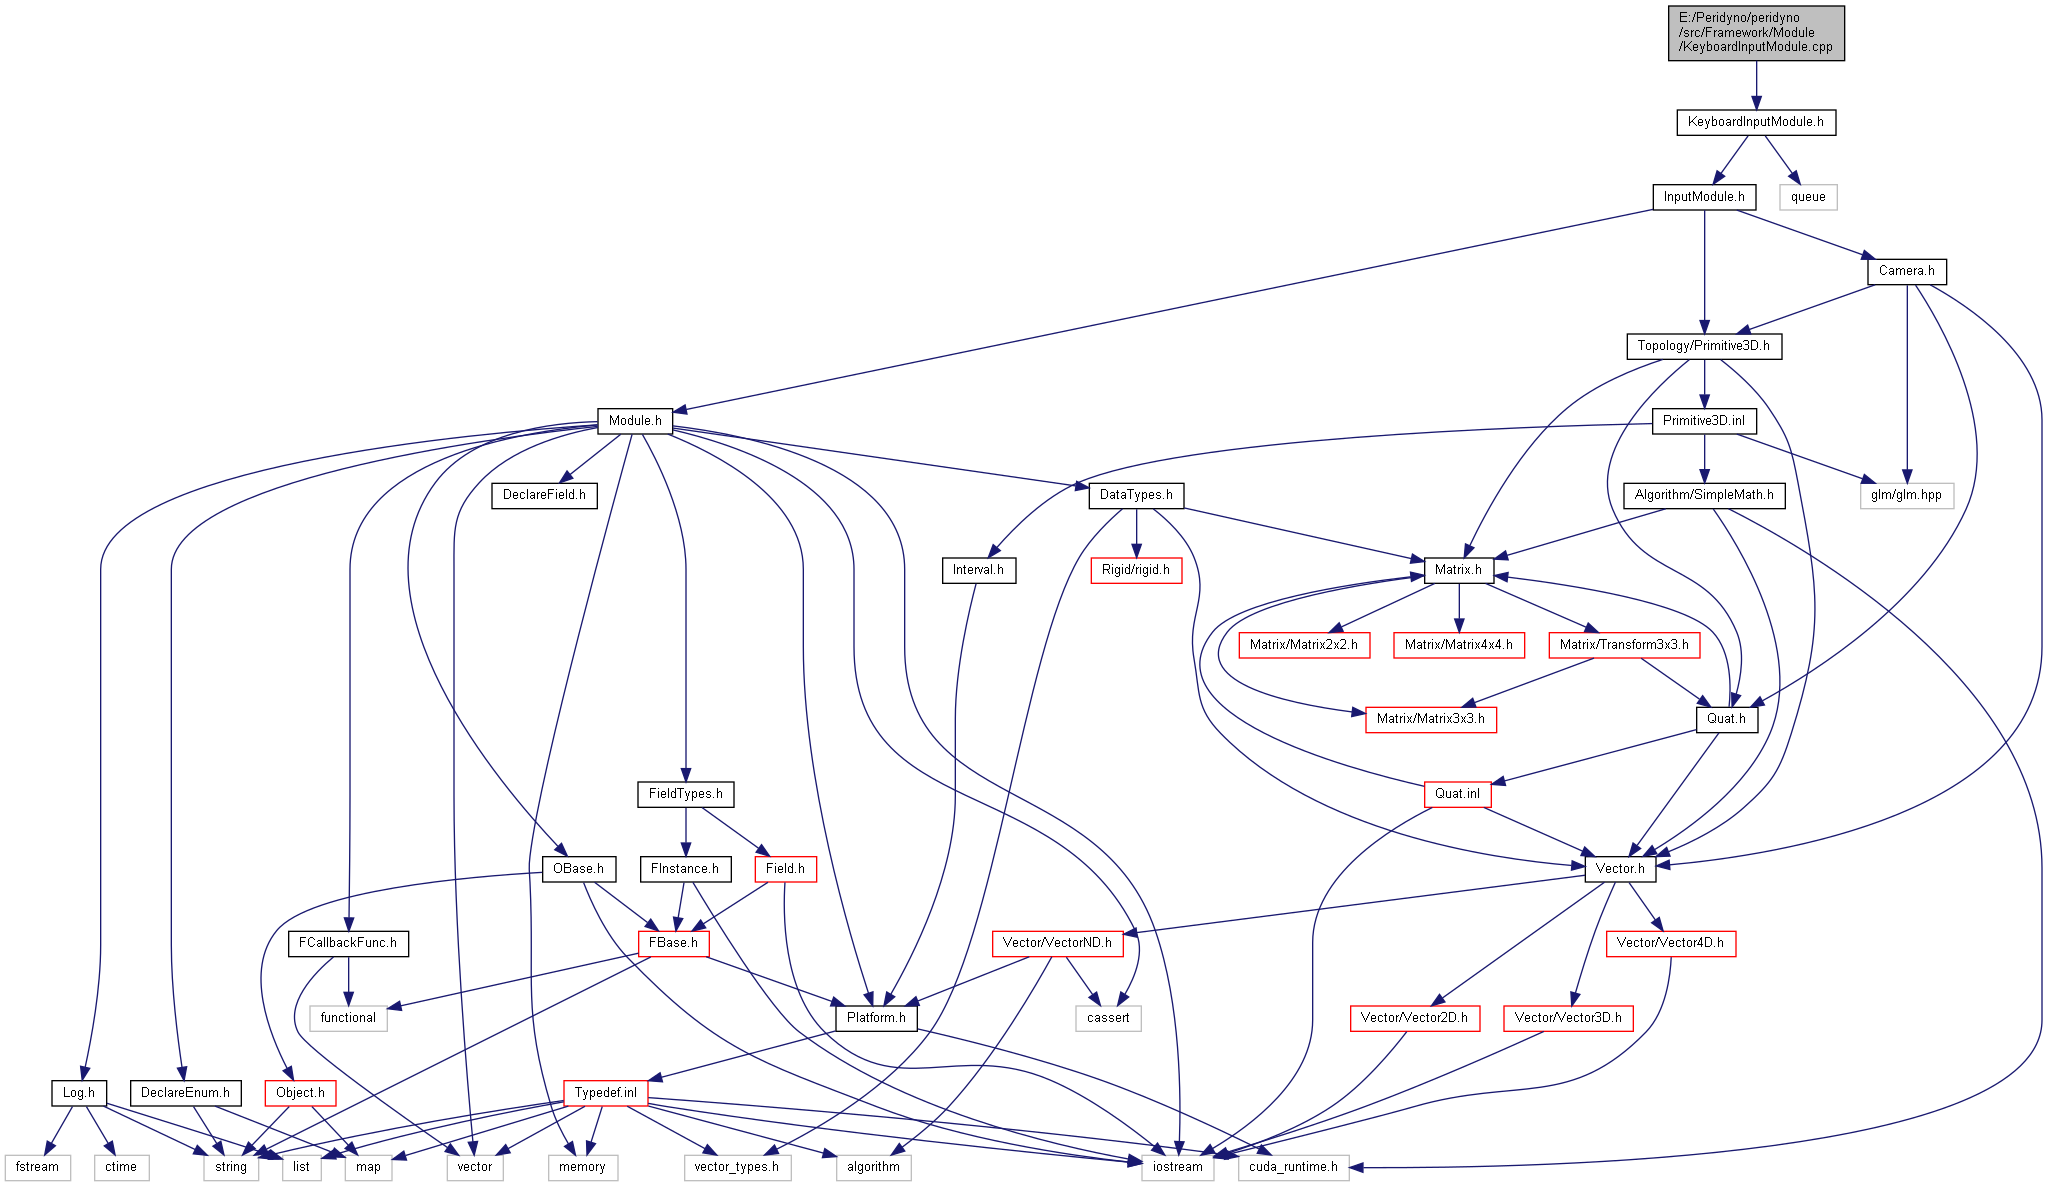 E:/Peridyno/peridyno
/src/Framework/Module
/KeyboardInputModule.cpp
KeyboardInputModule.h
InputModule.h
queue
Camera.h
Topology/Primitive3D.h
Module.h
Primitive3D.inl
DeclareField.h
DataTypes.h
Algorithm/SimpleMath.h
glm/glm.hpp
Interval.h
Rigid/rigid.h
Matrix.h
Matrix/Matrix2x2.h
Matrix/Matrix4x4.h
Matrix/Transform3x3.h
Matrix/Matrix3x3.h
Quat.h
FieldTypes.h
Quat.inl
OBase.h
FInstance.h
Field.h
Vector.h
FCallbackFunc.h
FBase.h
Vector/VectorND.h
Vector/Vector4D.h
functional
Platform.h
cassert
Vector/Vector2D.h
Vector/Vector3D.h
Log.h
DeclareEnum.h
Object.h
Typedef.inl
fstream
ctime
string
list
map
vector
memory
vector_types.h
algorithm
iostream
cuda_runtime.h